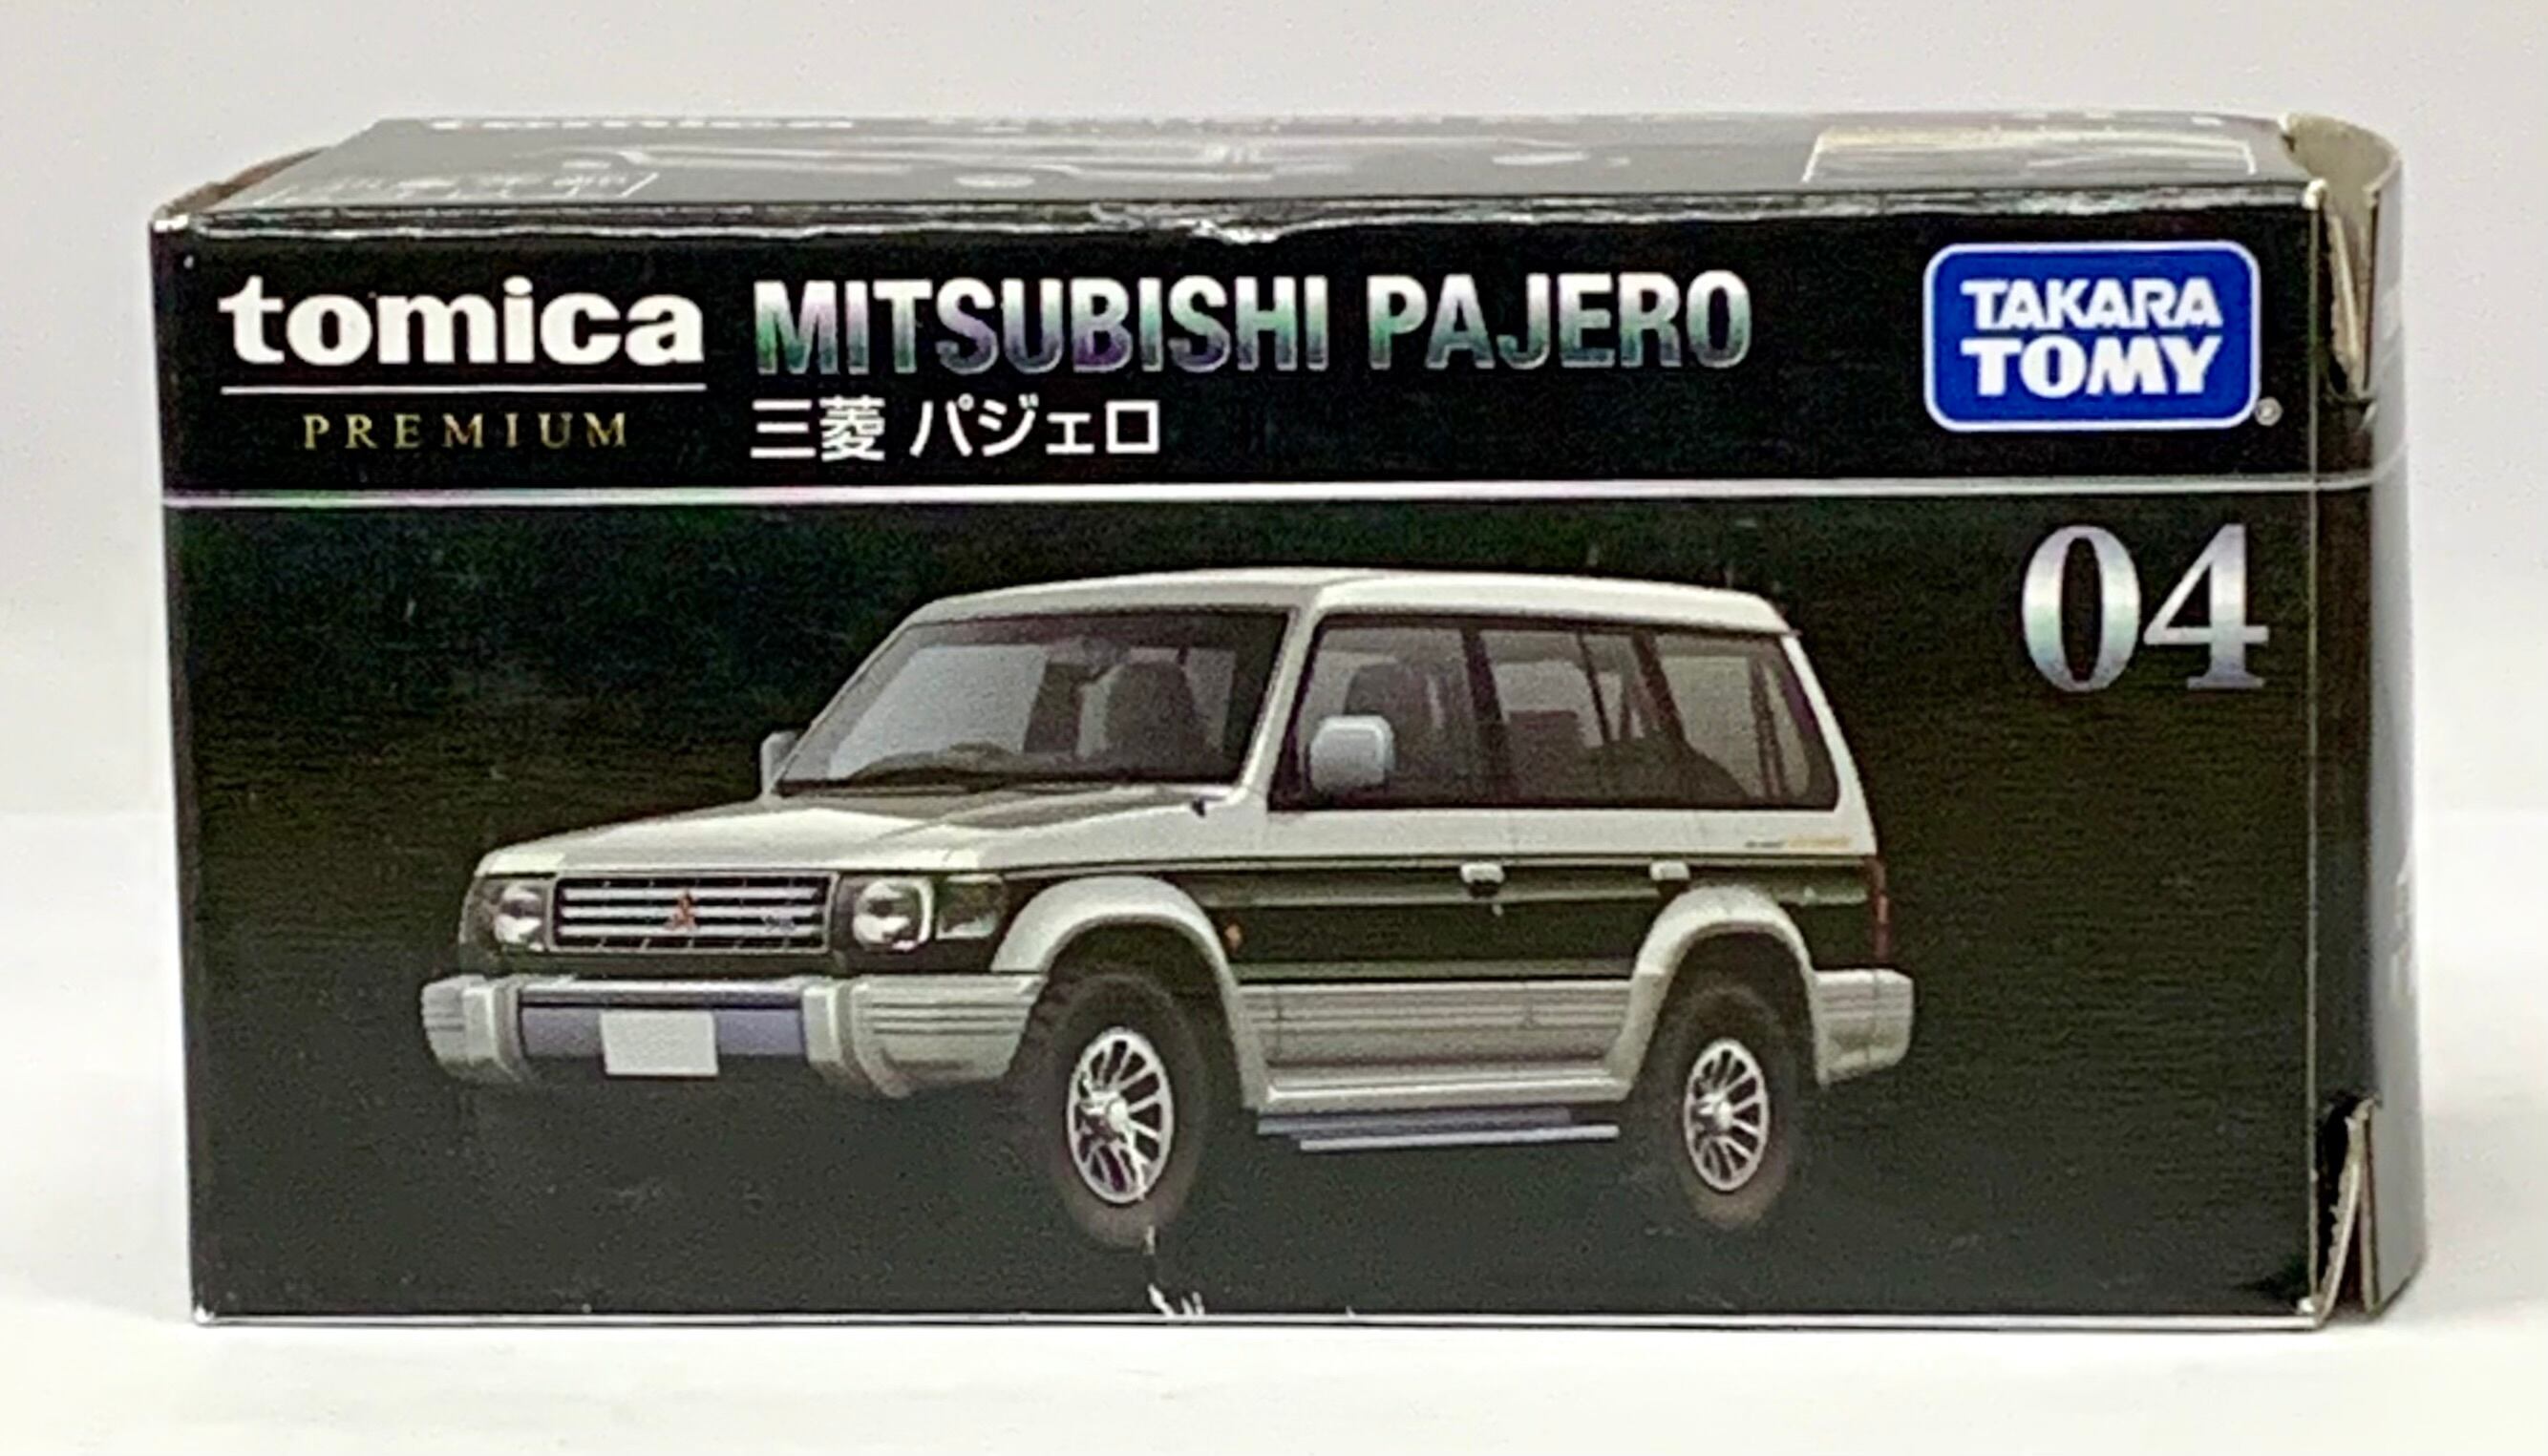 tomica
PREMIUM
MITSUBISHI PAJERO
三菱 パジェロ
TAKARA
TOMY
®
04